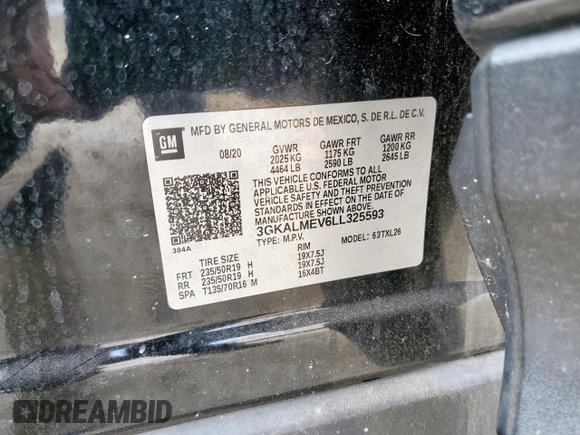 GM
MFD BY GENERAL MOTORS DE MEXICO, S. DE R.L. DE C.V.
08/20 GVWR GAWR FRT GAWR RR
2025 KG 1175 KG 1200 KG
4464 LB 2590 LB 2645 LB
THIS VEHICLE CONFORMS TO ALL
APPLICABLE U.S. FEDERAL MOTOR
VEHICLE SAFETY AND THEFT PREVENTION
STANDARDS IN EFFECT ON THE DATE OF
MANUFACTURE SHOWN ABOVE.
3GKALMEV6LL325593
TYPE: M.P.V. MODEL: 63TXL26
384A
TIRE SIZE RIM
FRT 235/50R19 H 19X7.5J
RR 235/50R19 H 19X7.5J
SPA T135/70R16 M 16X4BT
DREAMBID